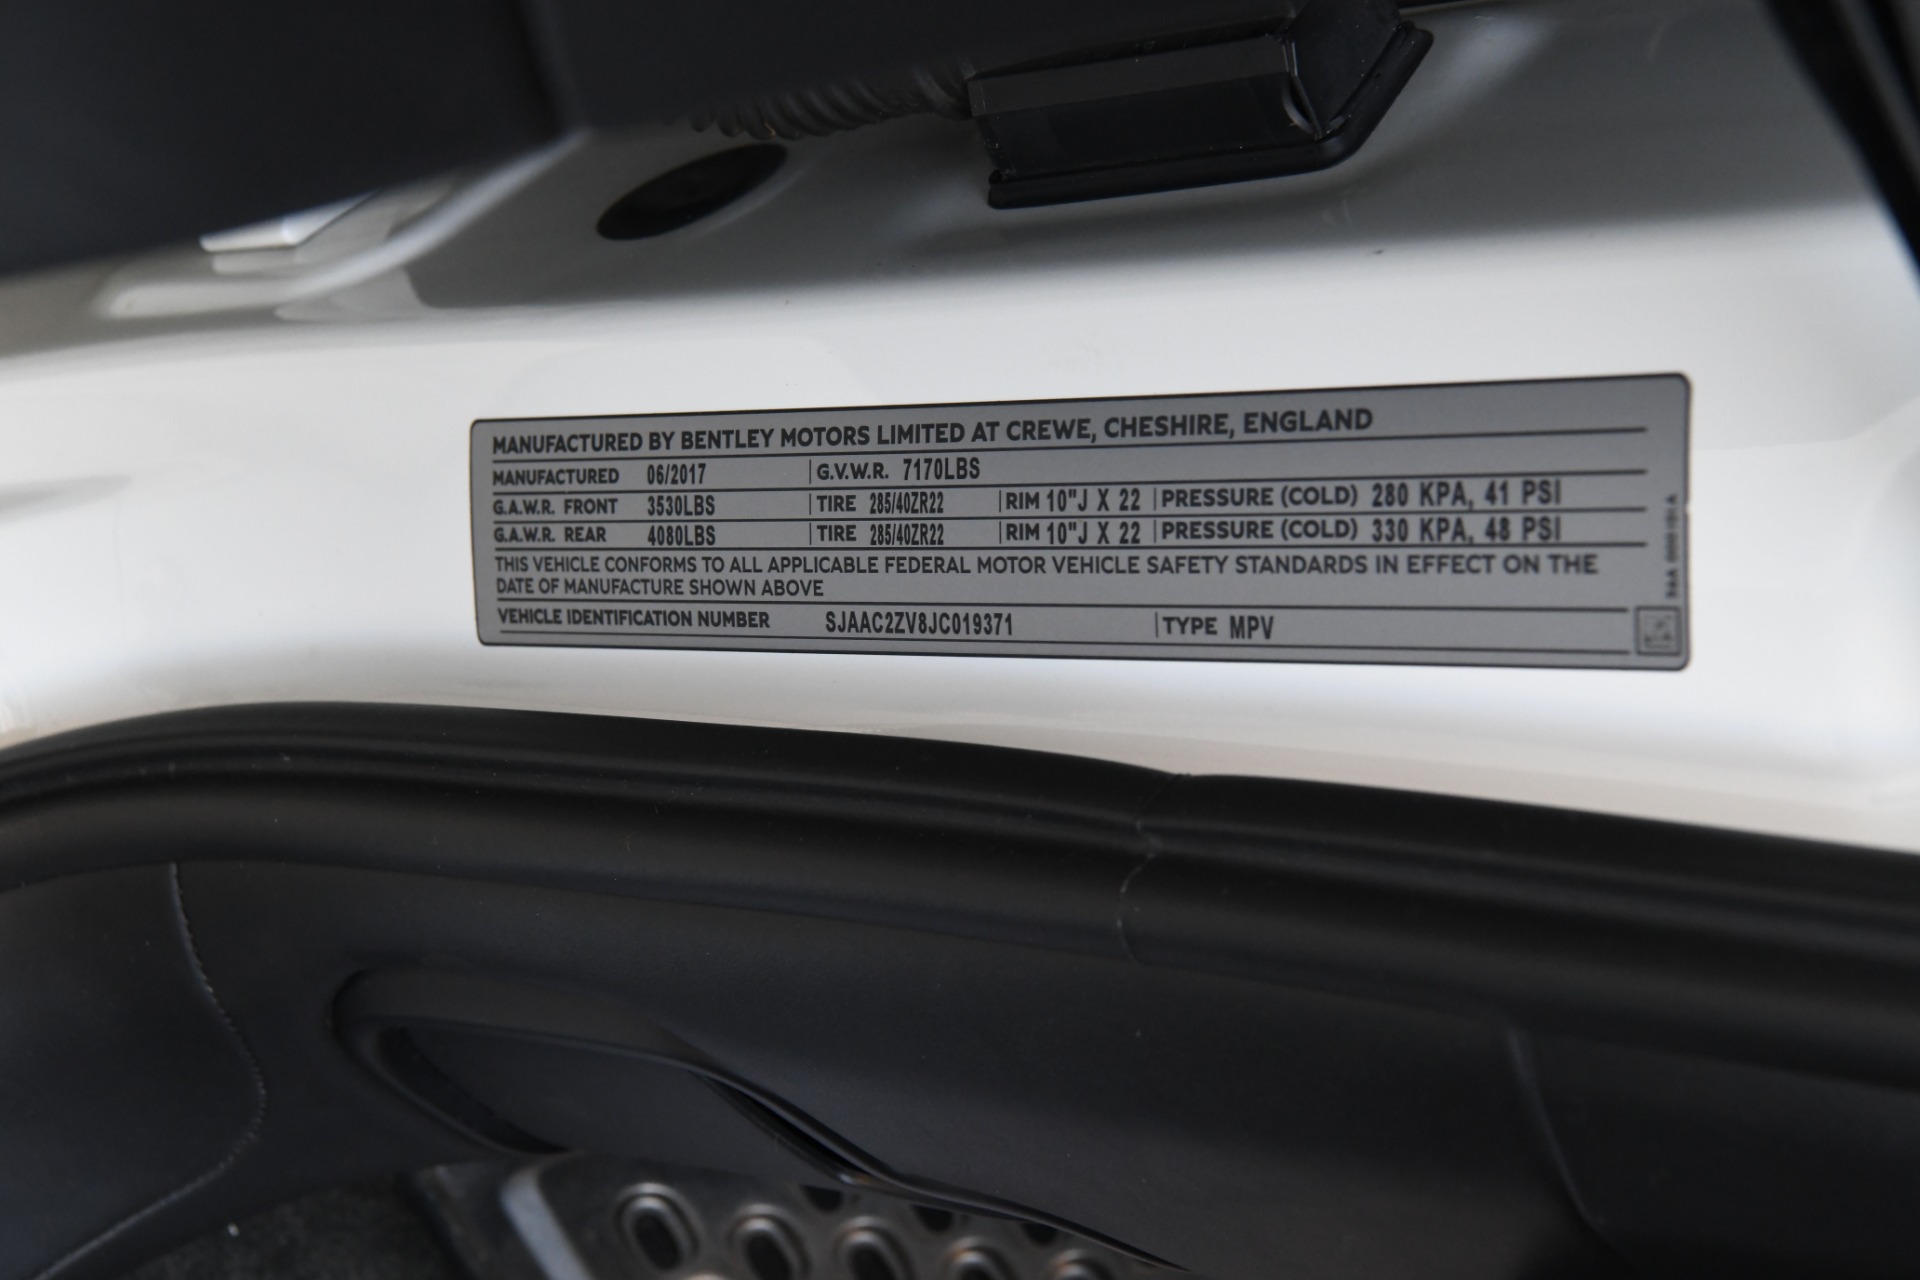 MANUFACTURED BY BENTLEY MOTORS LIMITED AT CREWE, CHESHIRE, ENGLAND
MANUFACTURED 06/2017 G.V.W.R. 7170LBS
G.A.W.R. FRONT 3530LBS TIRE 285/40ZR22 RIM 10"J X 22 PRESSURE (COLD) 280 KPA, 41 PSI
G.A.W.R. REAR 4080LBS TIRE 285/40ZR22 RIM 10"J X 22 PRESSURE (COLD) 330 KPA, 48 PSI
THIS VEHICLE CONFORMS TO ALL APPLICABLE FEDERAL MOTOR VEHICLE SAFETY STANDARDS IN EFFECT ON THE
DATE OF MANUFACTURE SHOWN ABOVE
VEHICLE IDENTIFICATION NUMBER SJAAC2ZV8JC019371 TYPE MPV